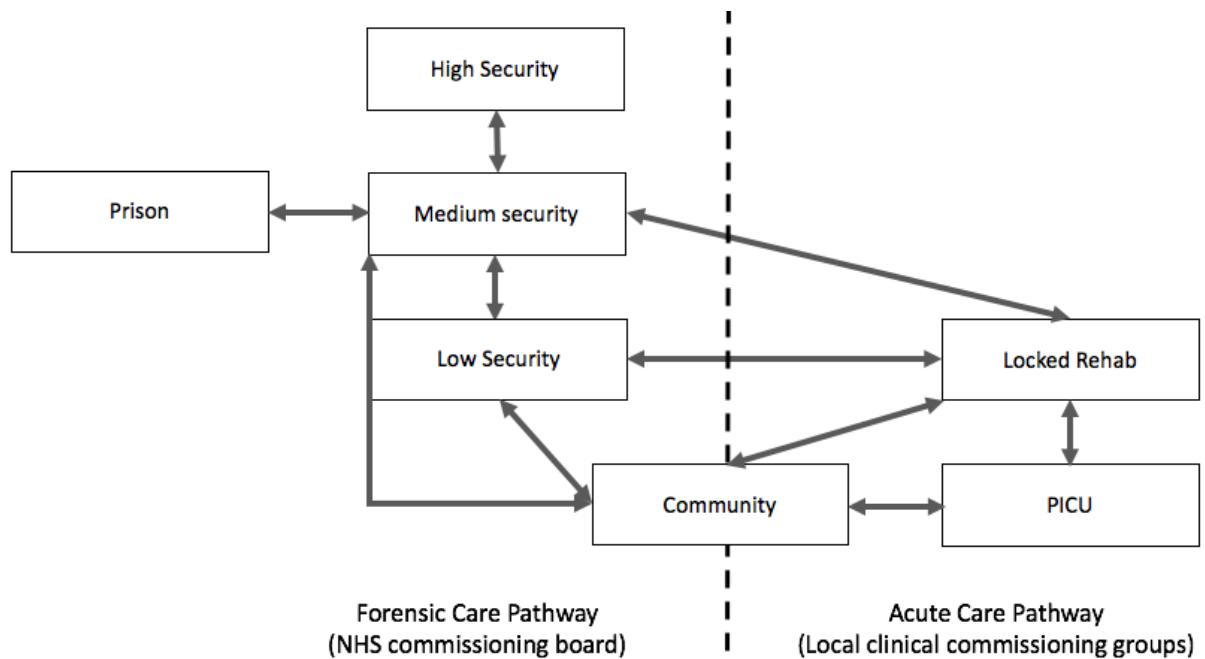 High Security
Prison
Medium security
Low Security
Locked Rehab
Community
PICU
Forensic Care Pathway
(NHS commissioning board)
Acute Care Pathway
(Local clinical commissioning groups)